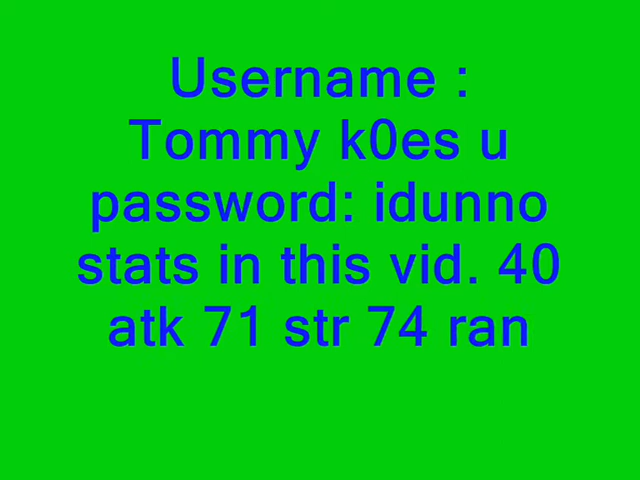 Username :
Tommy k0es u
password: idunno
stats in this vid. 40
atk 71 str 74 ran